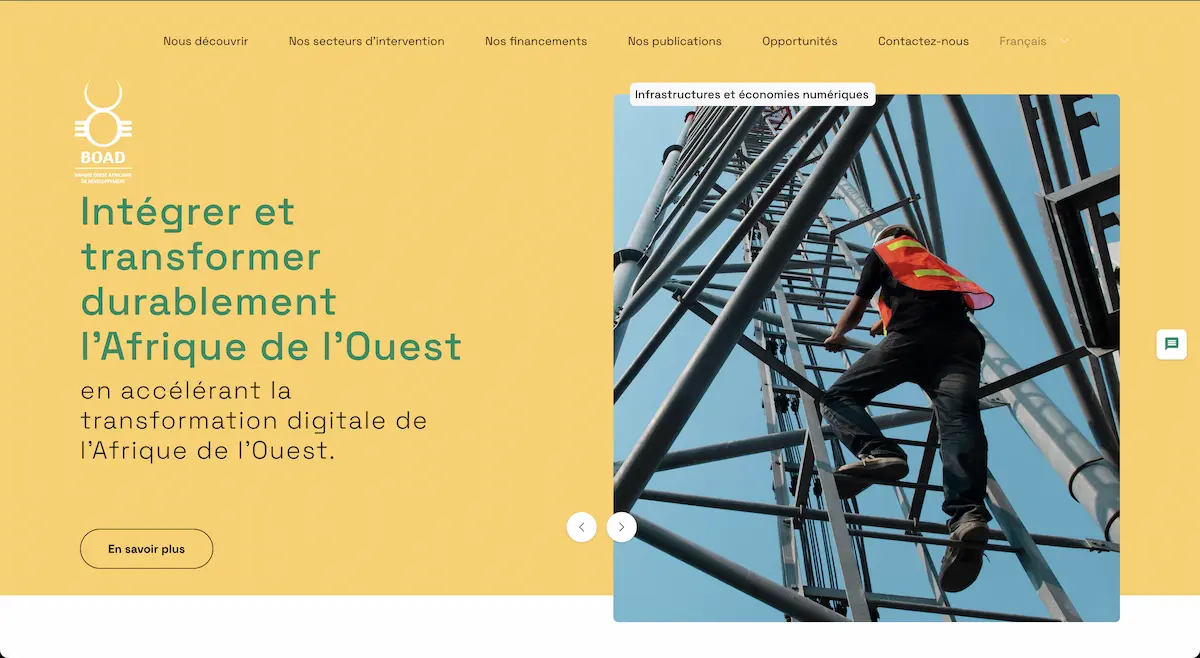 Nous découvrir
Nos secteurs d'intervention
Nos financements
Nos publications
Opportunités
Contactez-nous
Français
BOAD
BANQUE OUEST AFRICAINE
DE DÉVELOPPEMENT
Infrastructures et économies numériques
Intégrer et
transformer
durablement
l'Afrique de l'Ouest
en accélérant la
transformation digitale de
l'Afrique de l'Ouest.
En savoir plus